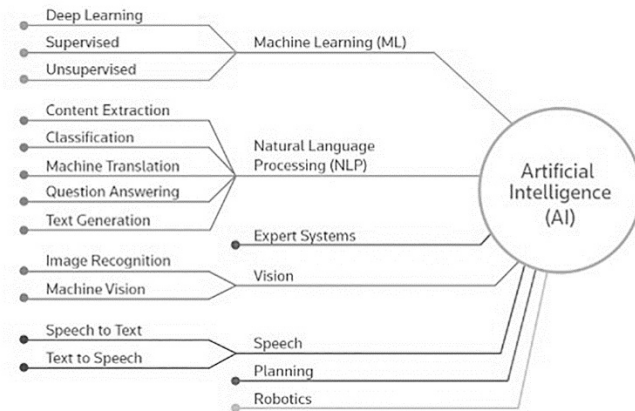 Deep Learning
Supervised
Unsupervised
Machine Learning (ML)
Content Extraction
Classification
Machine Translation
Question Answering
Text Generation
Natural Language
Processing (NLP)
Expert Systems
Image Recognition
Machine Vision
Vision
Speech to Text
Text to Speech
Speech
Planning
Robotics
Artificial
Intelligence
(AI)